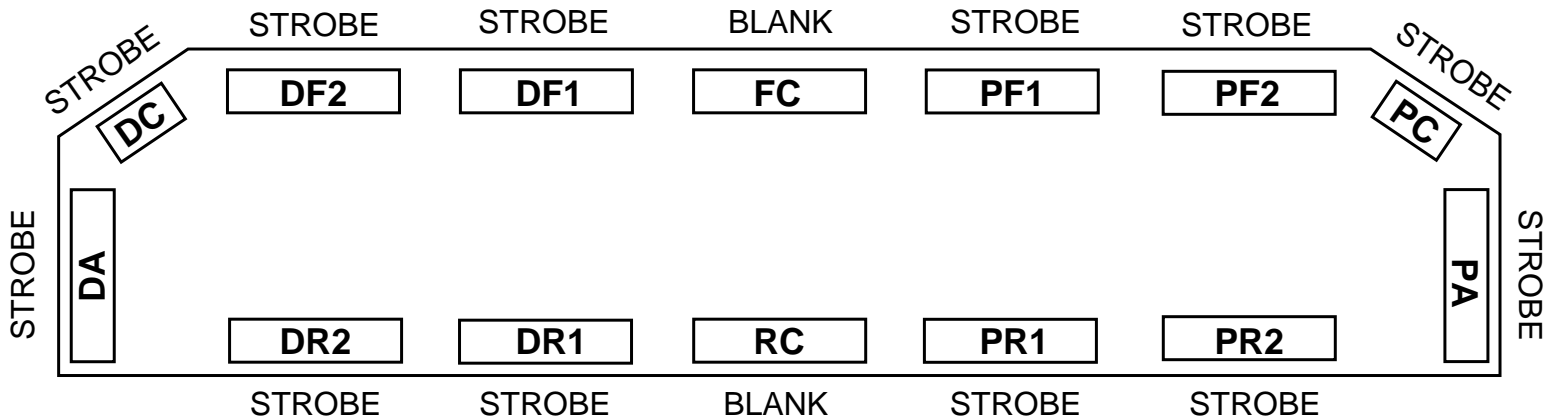 STROBE STROBE BLANK STROBE STROBE
STROBE STROBE
DF2 DF1 FC PF1 PF2
DC PC
STROBE DA PA STROBE
DR2 DR1 RC PR1 PR2
STROBE STROBE BLANK STROBE STROBE